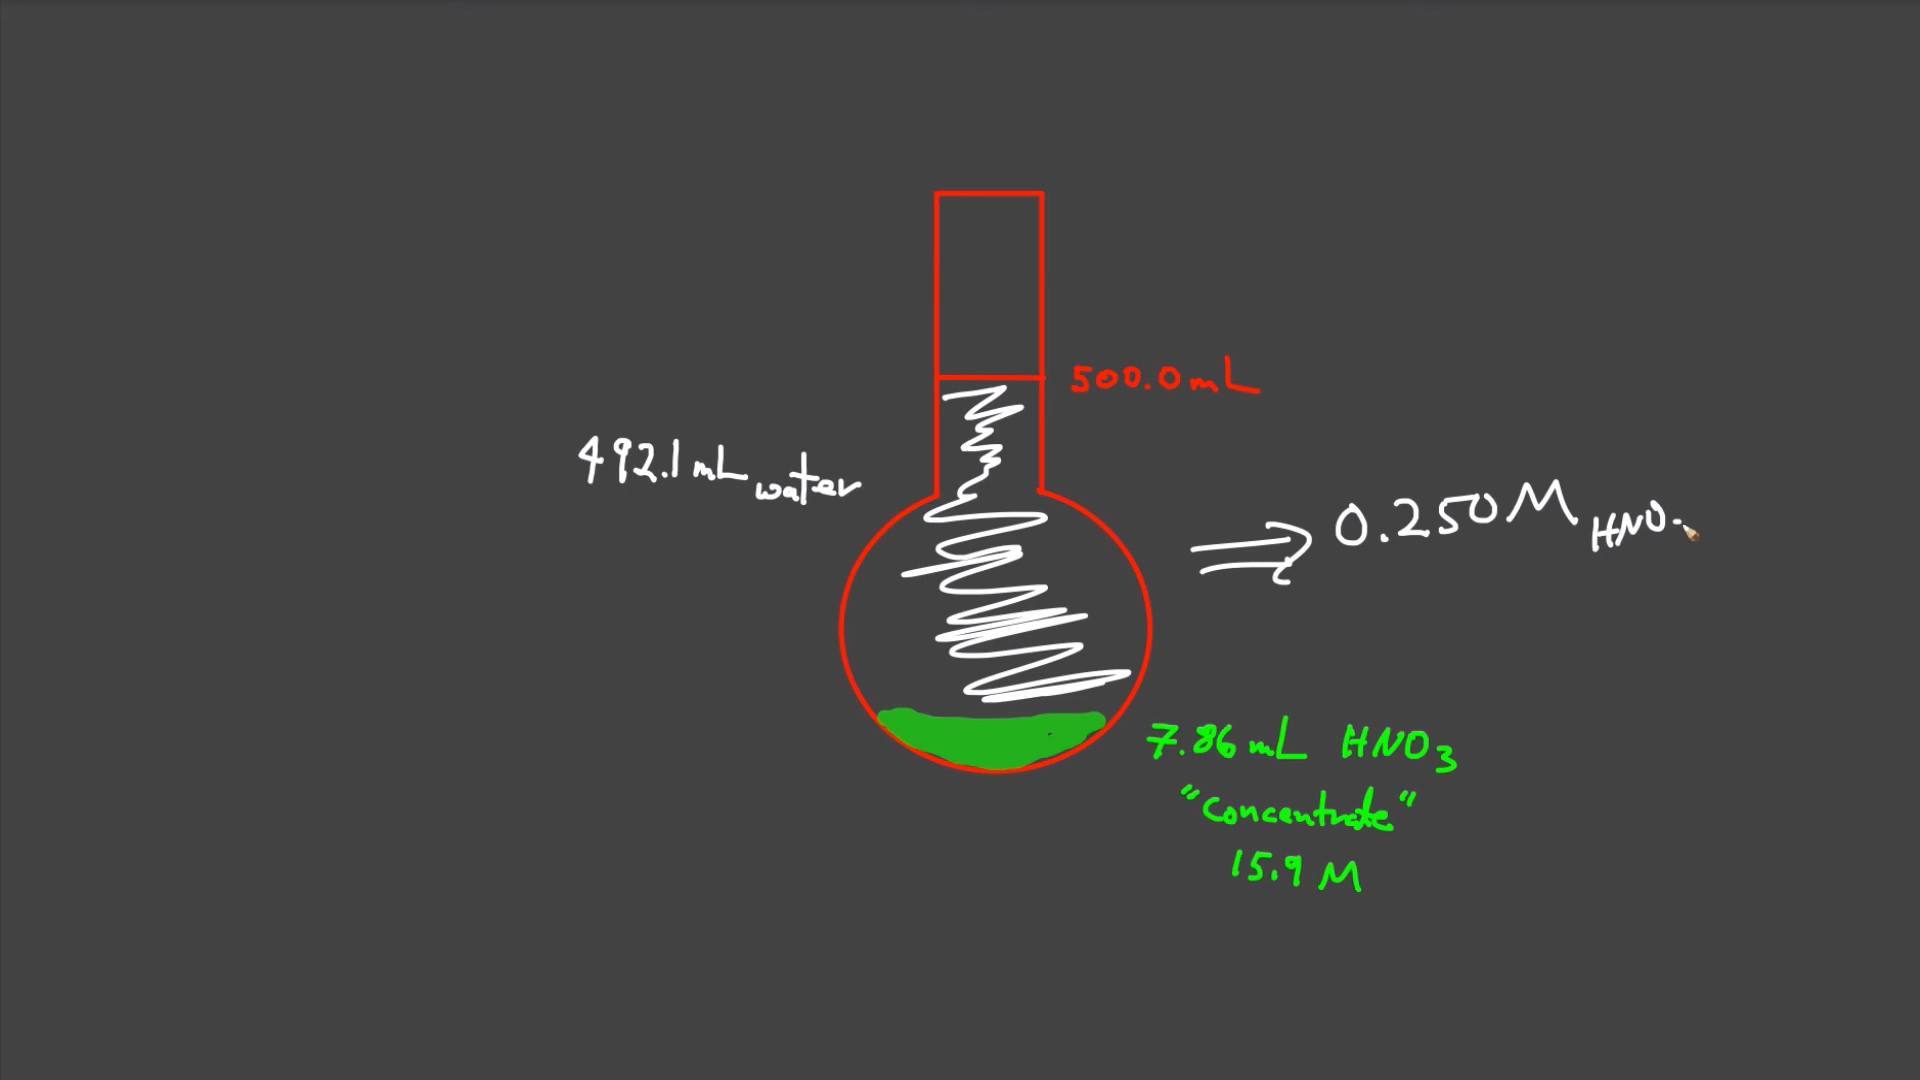 500.0 mL
492.1 mL water
0.250 M HNO
7.86 mL HNO3
"Concentrate"
15.9 M